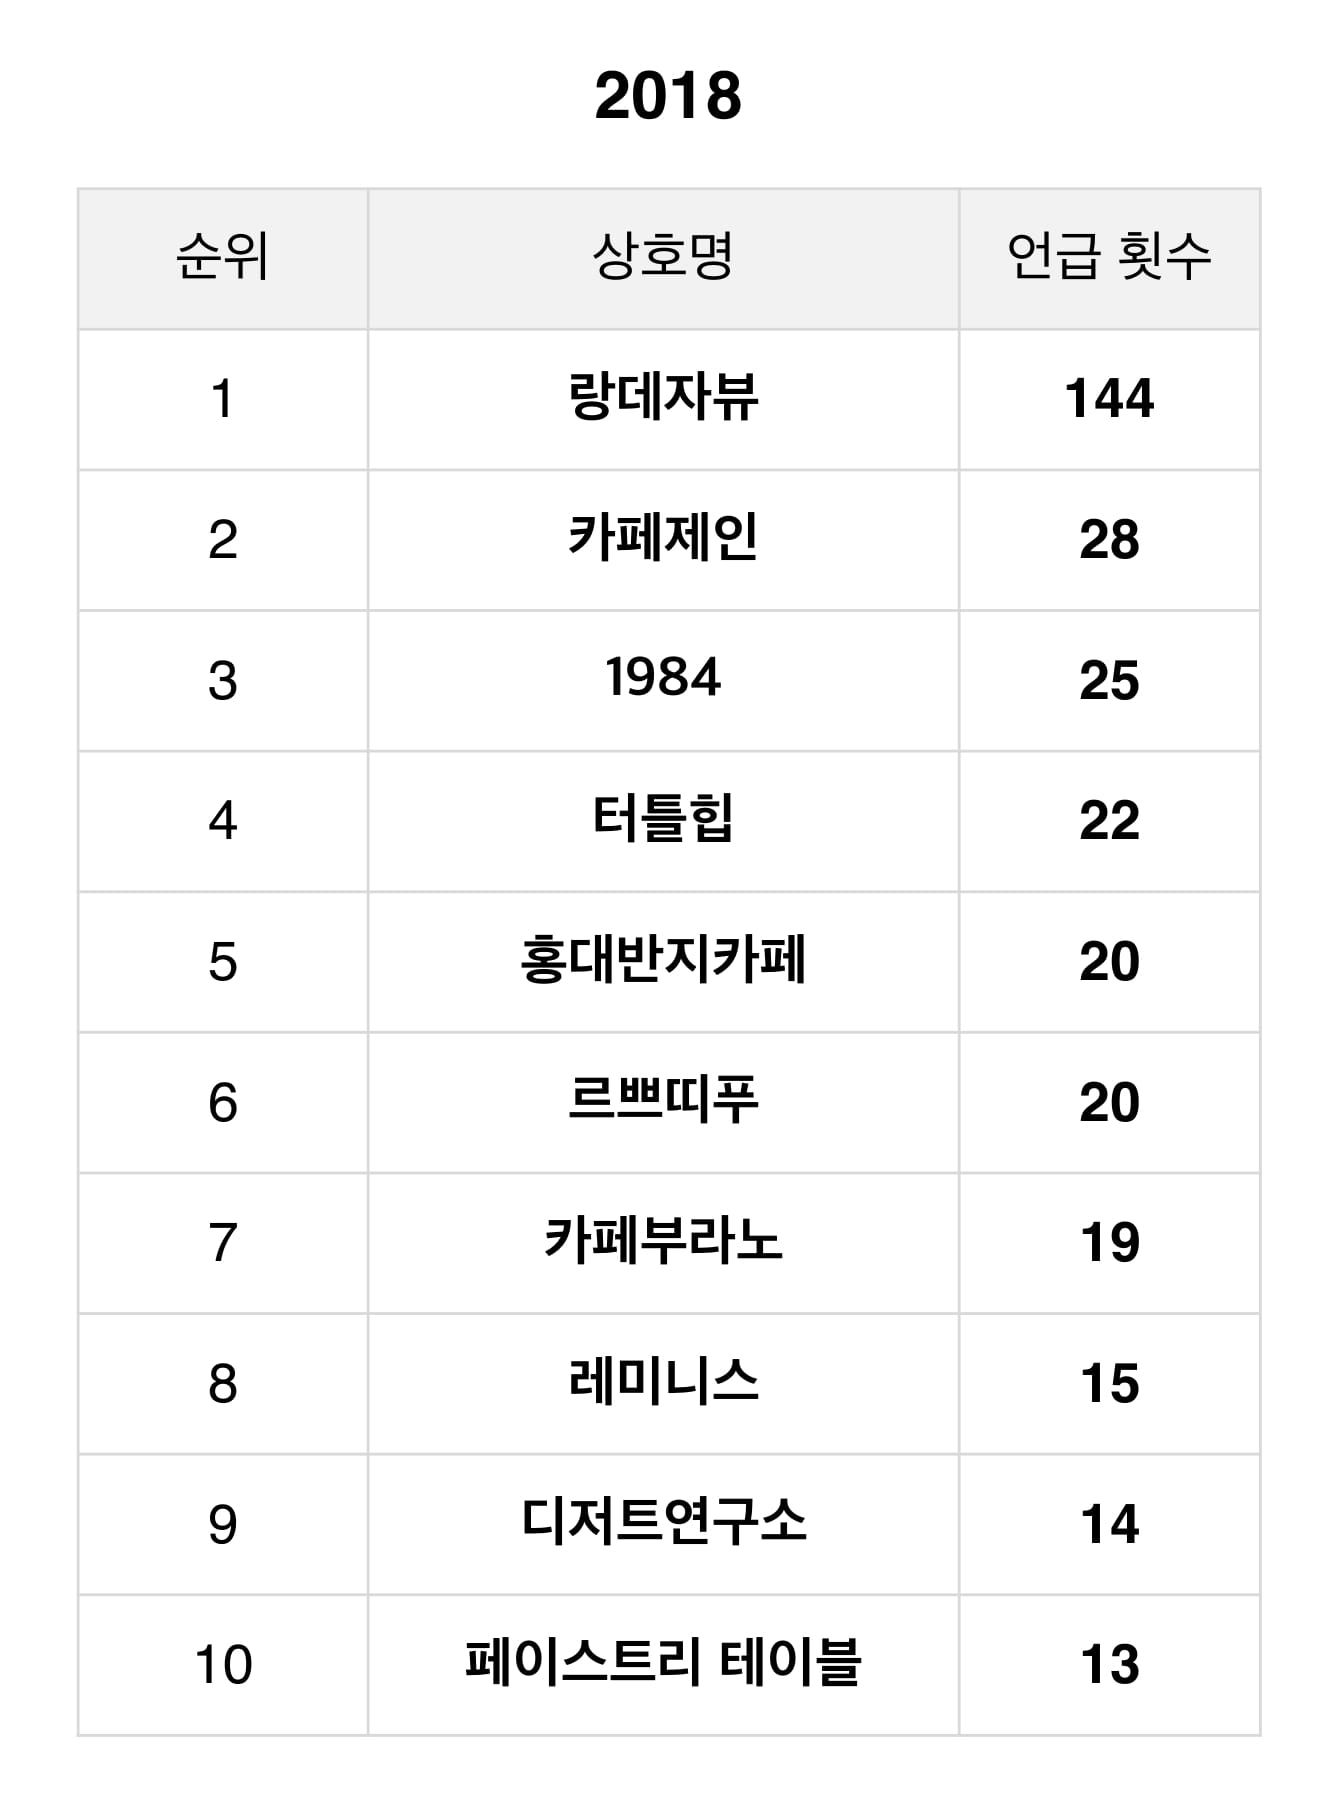 2018
순위 상호명 언급 횟수
1 랑데자뷰 144
2 카페제인 28
3 1984 25
4 터틀힙 22
5 홍대반지카페 20
6 르쁘띠푸 20
7 카페부라노 19
8 레미니스 15
9 디저트연구소 14
10 페이스트리 테이블 13